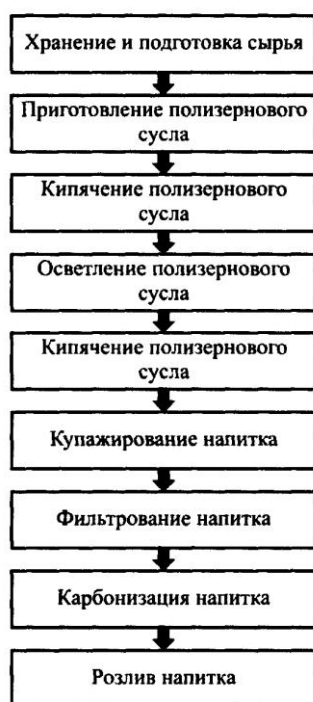 Хранение и подготовка сырья
Приготовление полизернового
сусла
Кипячение полизернового
сусла
Осветление полизернового
сусла
Кипячение полизернового
сусла
Купажирование напитка
Фильтрование напитка
Карбонизация напитка
Розлив напитка